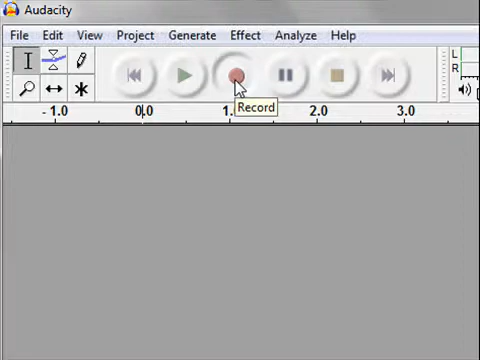 Audacity
File Edit View Project Generate Effect Analyze Help
L
R
Record
- 1.0 0.0 1.0 2.0 3.0